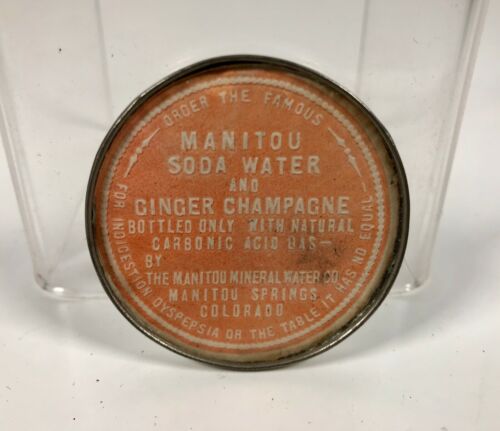 ORDER THE FAMOUS
MANITOU
SODA WATER
AND
GINGER CHAMPAGNE
BOTTLED ONLY WITH NATURAL
CARBONIC ACID GAS
BY
THE MANITOU MINERAL WATER CO.
MANITOU SPRINGS
COLORADO
FOR INDIGESTION DYSPEPSIA OR THE TABLE IT HAS NO EQUAL